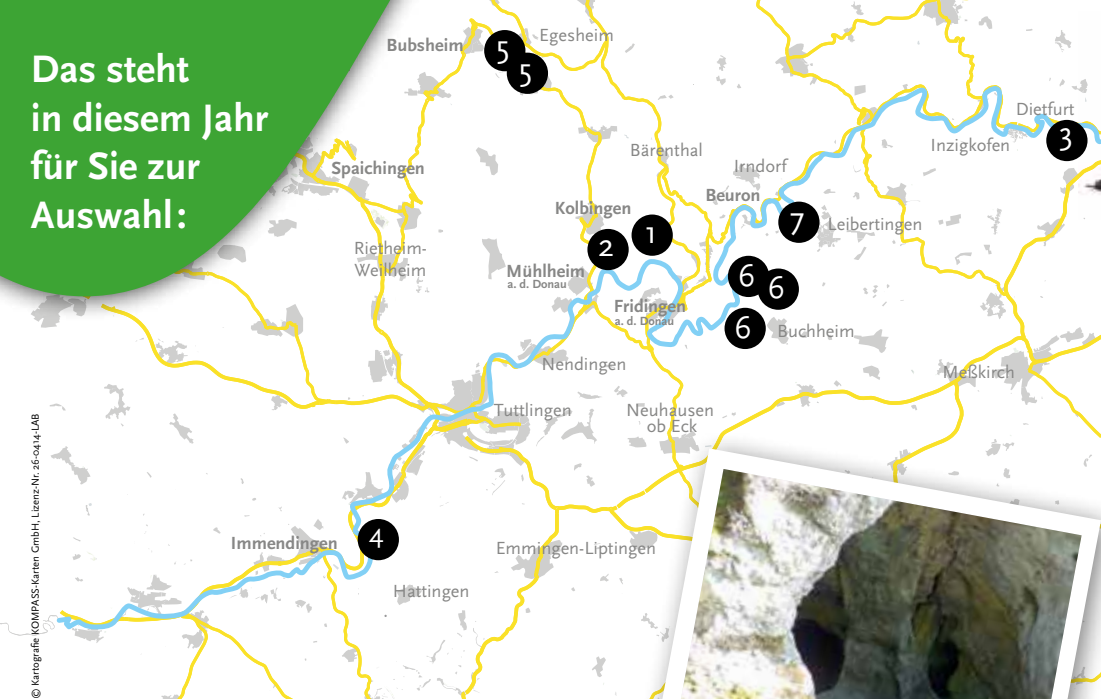 Das steht
in diesem Jahr
für Sie zur
Auswahl:
Bubsheim
5
5
Egesheim
Dietfurt
3
Inzigkofen
Bärenthal
Irndorf
Spaichingen
Beuron
Kolbingen
7
Leibertingen
1
2
Rietheim-
Weilheim
Mühlheim
a. d. Donau
6
6
Fridingen
a. d. Donau
6
Buchheim
Nendingen
Meßkirch
Tuttlingen
Neuhausen
ob Eck
4
Immendingen
Emmingen-Liptingen
Hattingen
© Kartografie KOMPASS-Karten GmbH, Lizenz-Nr. 26-0414-LAB